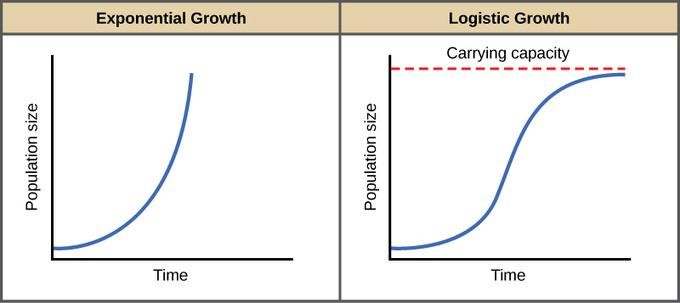 Exponential Growth
Population size
Time
Logistic Growth
Carrying capacity
Population size
Time